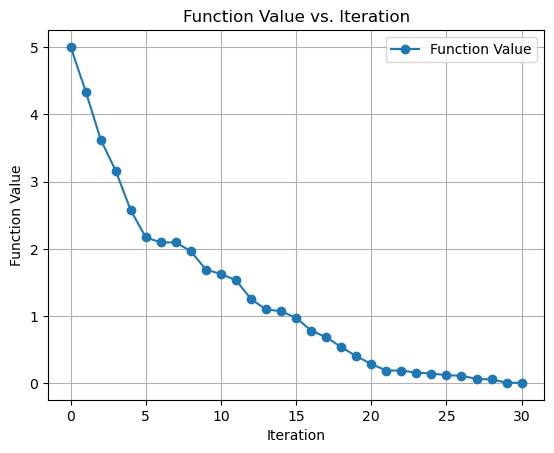 Function Value vs. Iteration
Function Value
5
4
3
2
1
0
Function Value
0 5 10 15 20 25 30
Iteration